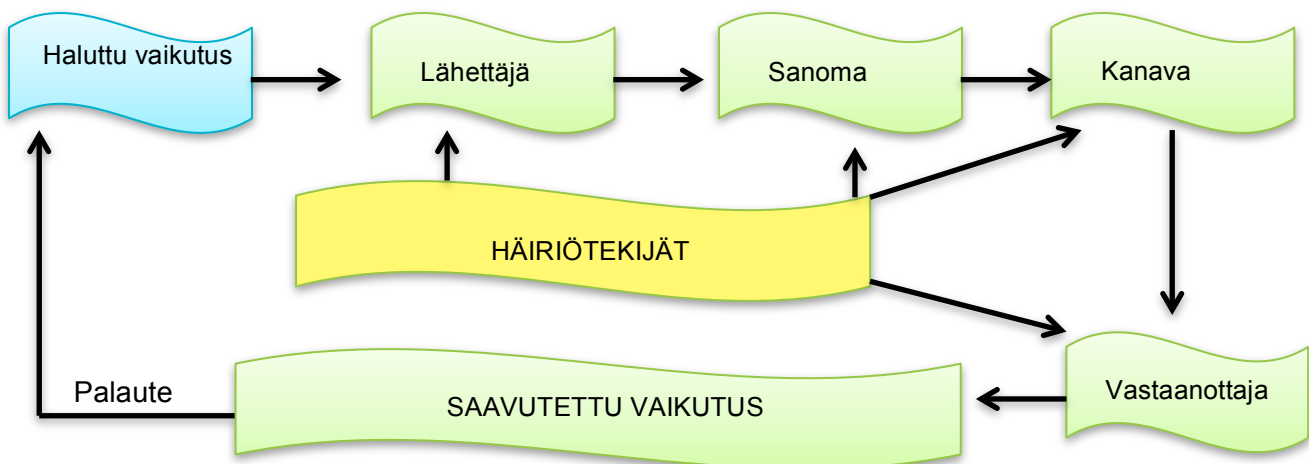 Haluttu vaikutus
Lähettäjä
Sanoma
Kanava
HÄIRIÖTEKIJÄT
Palaute
SAAVUTETTU VAIKUTUS
Vastaanottaja